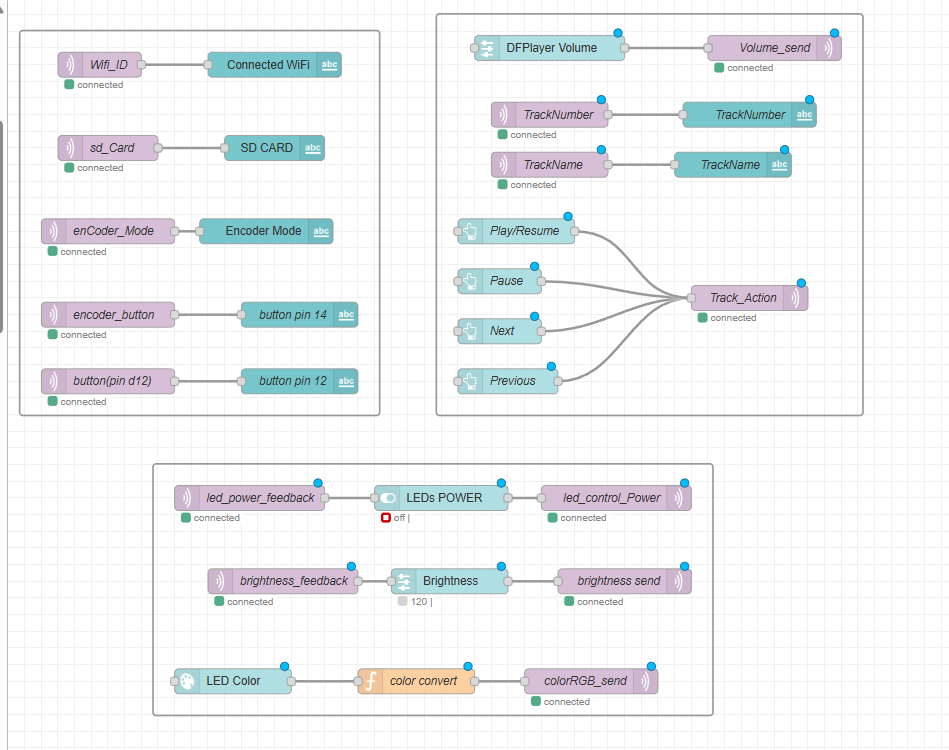 Wifi_ID
Connected WiFi
abc
connected
sd_Card
SD CARD
abc
connected
enCoder_Mode
Encoder Mode
abc
connected
encoder_button
button pin 14
abc
connected
button(pin d12)
button pin 12
abc
connected
DFPlayer Volume
Volume_send
connected
TrackNumber
TrackNumber
abc
connected
TrackName
TrackName
abc
connected
Play/Resume
Pause
Next
Previous
Track_Action
connected
led_power_feedback
LEDs POWER
led_control_Power
connected
off |
connected
brightness_feedback
Brightness
brightness send
connected
120 |
connected
LED Color
f
color convert
colorRGB_send
connected